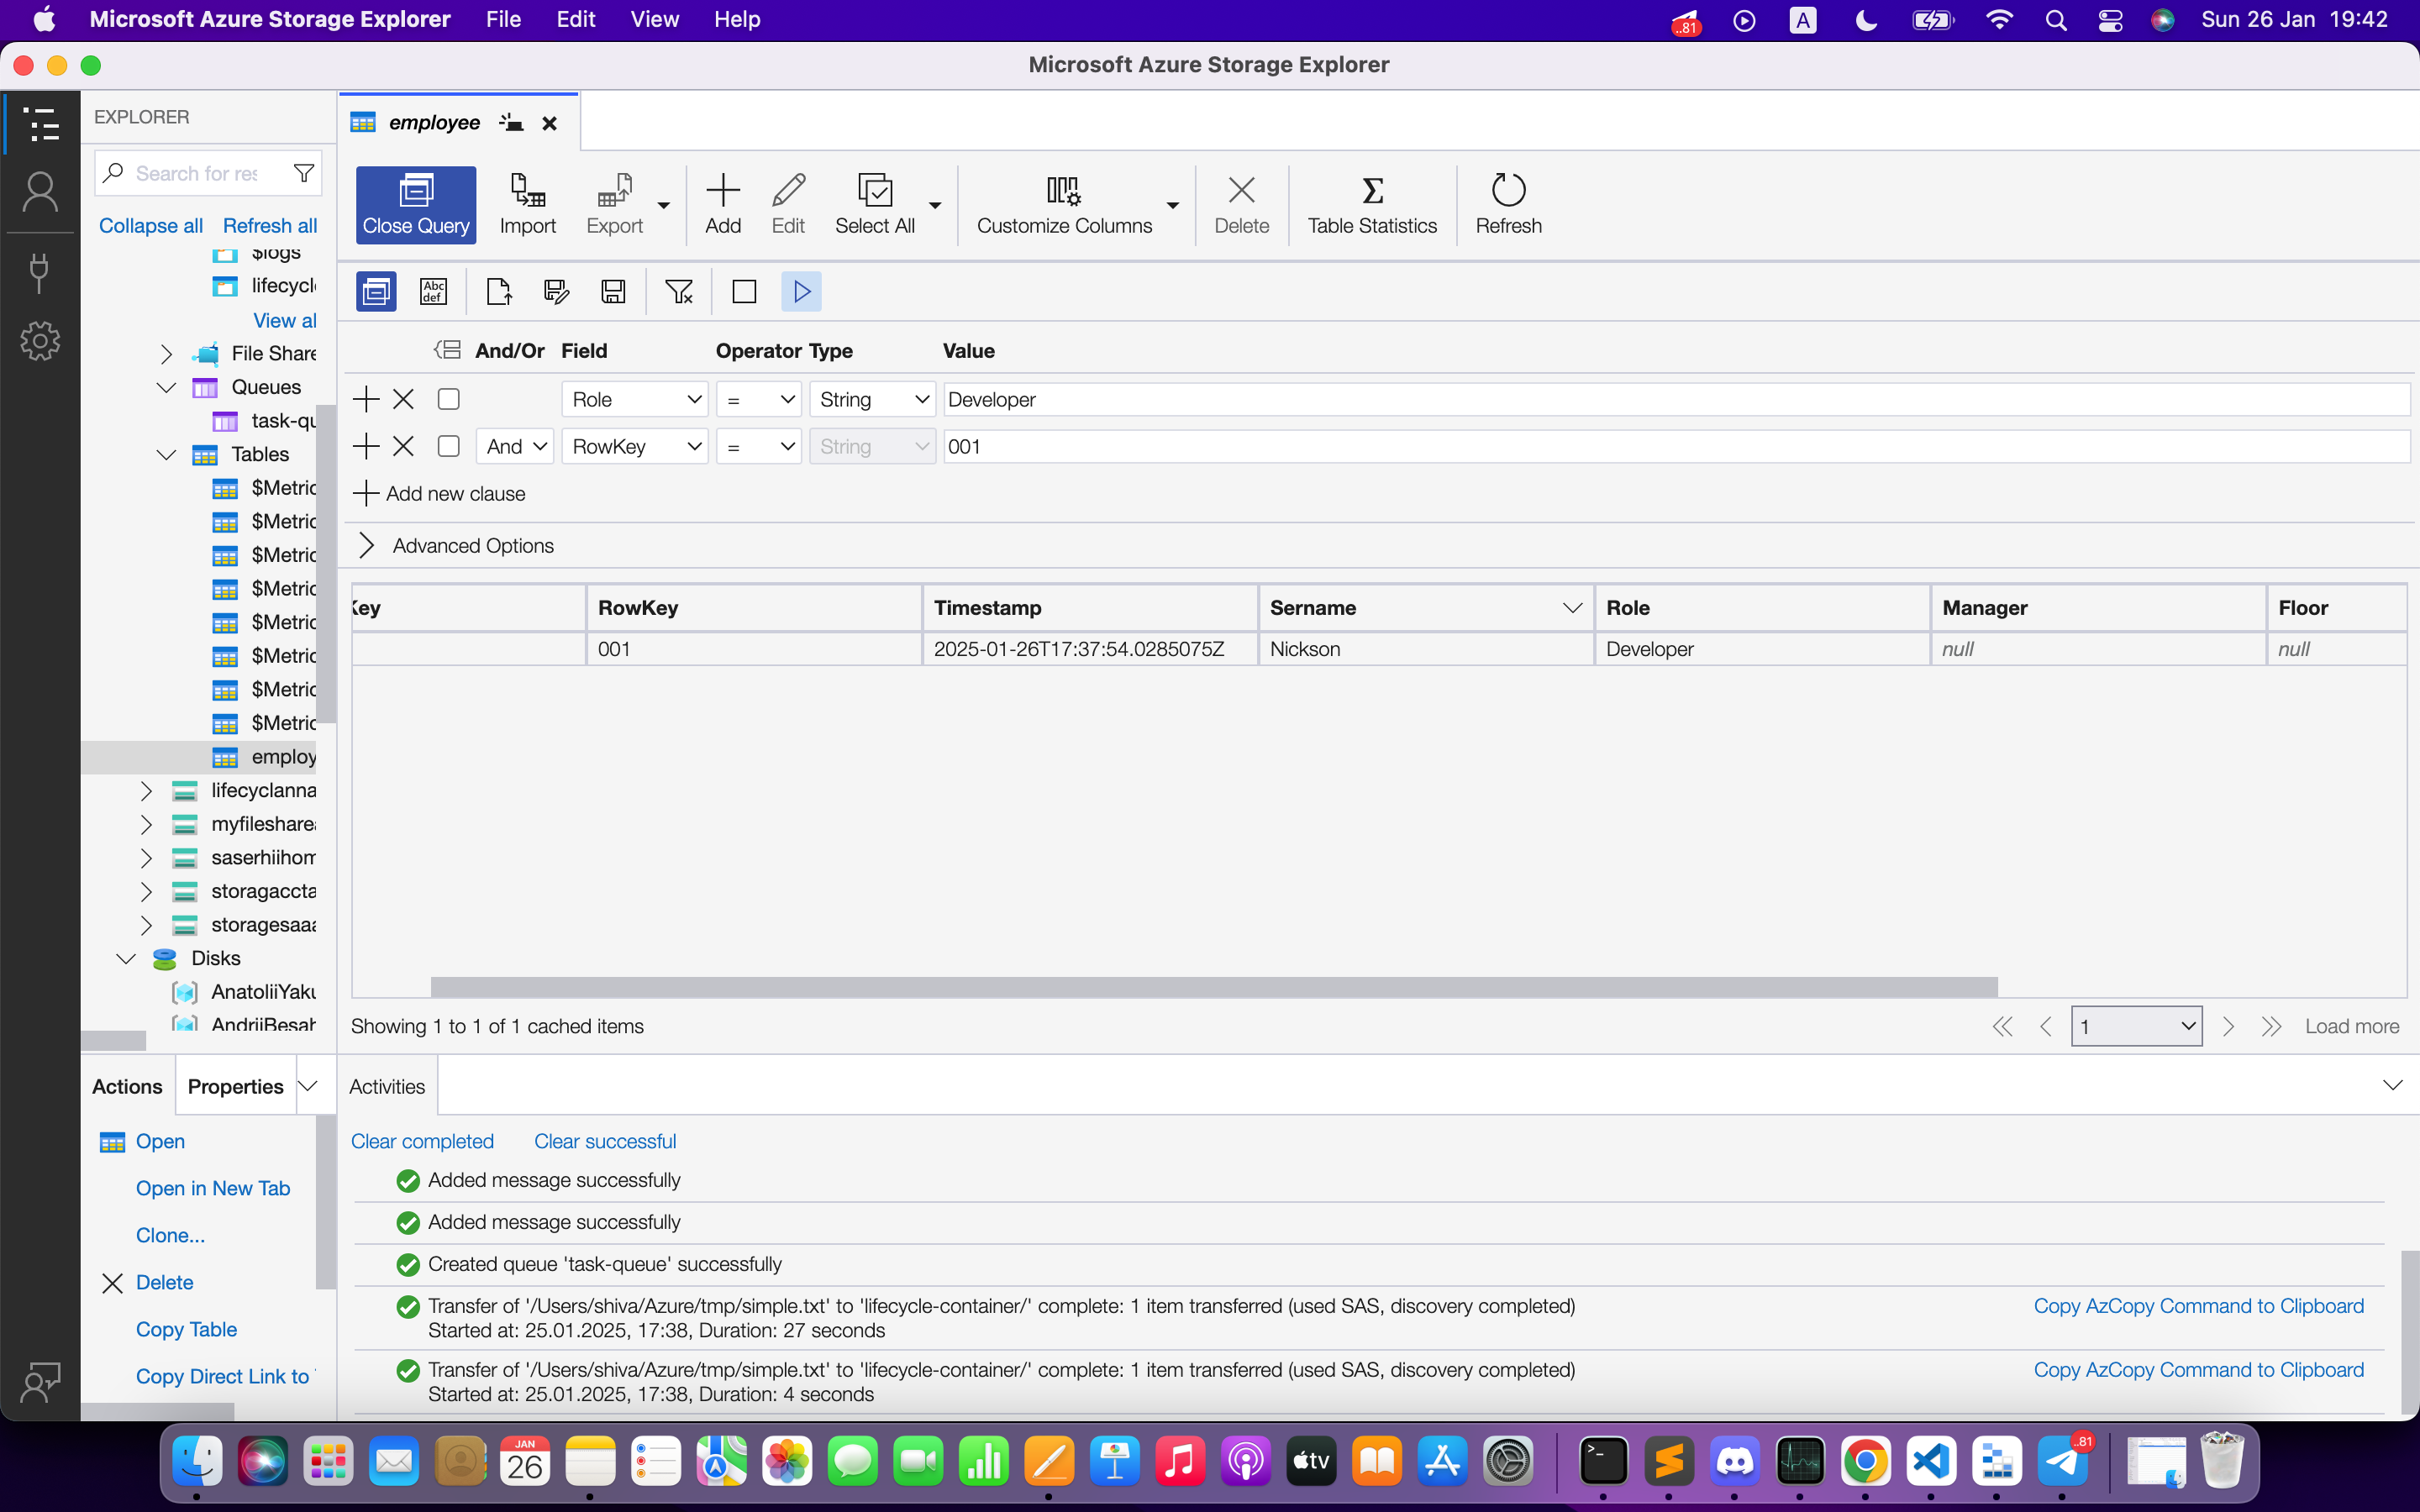 Microsoft Azure Storage Explorer File Edit View Help ..81 A Sun 26 Jan 19:42
Microsoft Azure Storage Explorer
EXPLORER
Search for res
Collapse all Refresh all
$logs
lifecycl
View al
File Share
Queues
task-qu
Tables
$Metric
$Metric
$Metric
$Metric
$Metric
$Metric
$Metric
$Metric
employ
lifecyclanna
myfileshare
saserhiihom
storagaccta
storagesaaa
Disks
AnatoliiYaku
AndriiBesah
Actions Properties
Open
Open in New Tab
Clone...
Delete
Copy Table
Copy Direct Link to
employee
Close Query Import Export Add Edit Select All Customize Columns Delete Table Statistics Refresh
Abc
def
And/Or Field Operator Type Value
Role = String Developer
And RowKey = String 001
Add new clause
Advanced Options
Key RowKey Timestamp Sername Role Manager Floor
001 2025-01-26T17:37:54.0285075Z Nickson Developer null null
Showing 1 to 1 of 1 cached items
1 Load more
Activities
Clear completed Clear successful
Added message successfully
Added message successfully
Created queue 'task-queue' successfully
Transfer of '/Users/shiva/Azure/tmp/simple.txt' to 'lifecycle-container/' complete: 1 item transferred (used SAS, discovery completed) Copy AzCopy Command to Clipboard
Started at: 25.01.2025, 17:38, Duration: 27 seconds
Transfer of '/Users/shiva/Azure/tmp/simple.txt' to 'lifecycle-container/' complete: 1 item transferred (used SAS, discovery completed) Copy AzCopy Command to Clipboard
Started at: 25.01.2025, 17:38, Duration: 4 seconds
JAN
26
tv
81